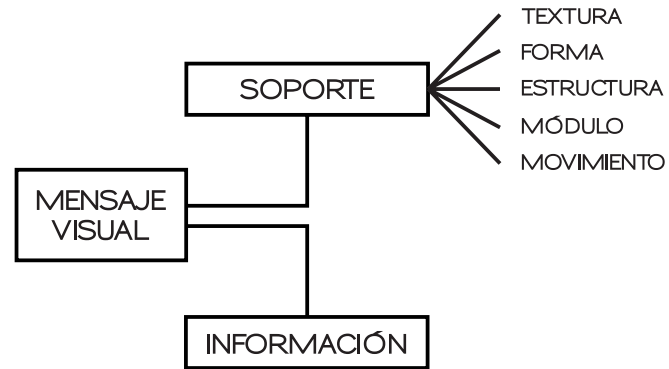 TEXTURA
FORMA
SOPORTE
ESTRUCTURA
MÓDULO
MOVIMIENTO
MENSAJE
VISUAL
INFORMACIÓN